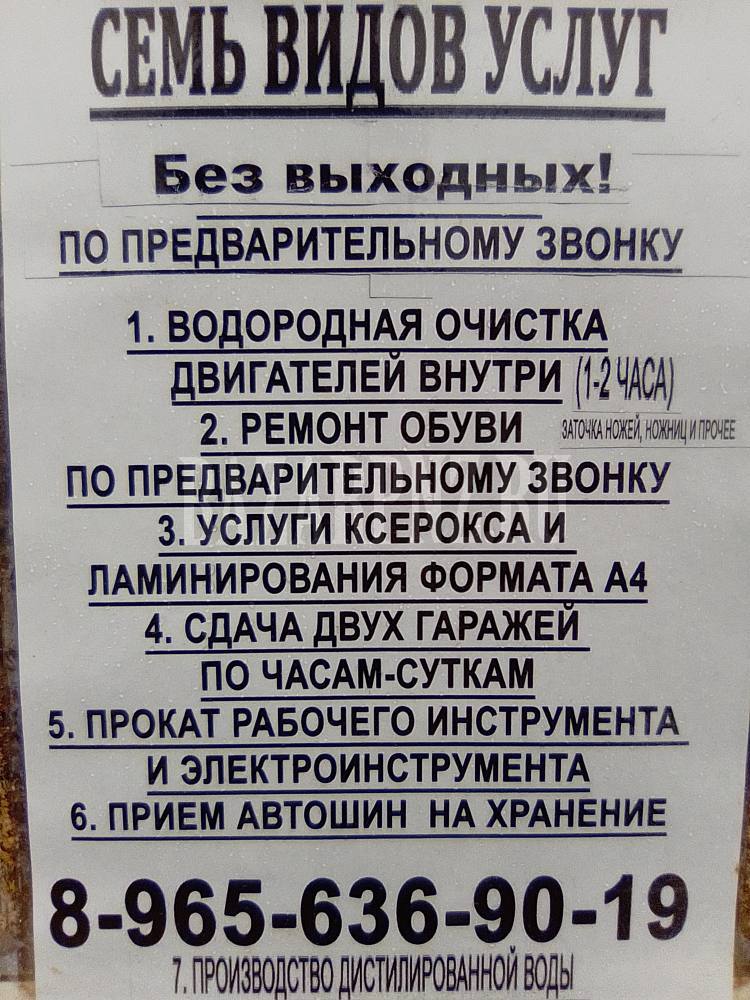 СЕМЬ ВИДОВ УСЛУГ
Без выходных!
ПО ПРЕДВАРИТЕЛЬНОМУ ЗВОНКУ
1. ВОДОРОДНАЯ ОЧИСТКА
ДВИГАТЕЛЕЙ ВНУТРИ (1-2 ЧАСА)
2. РЕМОНТ ОБУВИ ЗАТОЧКА НОЖЕЙ, НОЖНИЦ И ПРОЧЕЕ
ПО ПРЕДВАРИТЕЛЬНОМУ ЗВОНКУ
3. УСЛУГИ КСЕРОКСА И
ЛАМИНИРОВАНИЯ ФОРМАТА А4
4. СДАЧА ДВУХ ГАРАЖЕЙ
ПО ЧАСАМ-СУТКАМ
5. ПРОКАТ РАБОЧЕГО ИНСТРУМЕНТА
И ЭЛЕКТРОИНСТРУМЕНТА
6. ПРИЕМ АВТОШИН НА ХРАНЕНИЕ
8-965-636-90-19
7. ПРОИЗВОДСТВО ДИСТИЛИРОВАННОЙ ВОДЫ